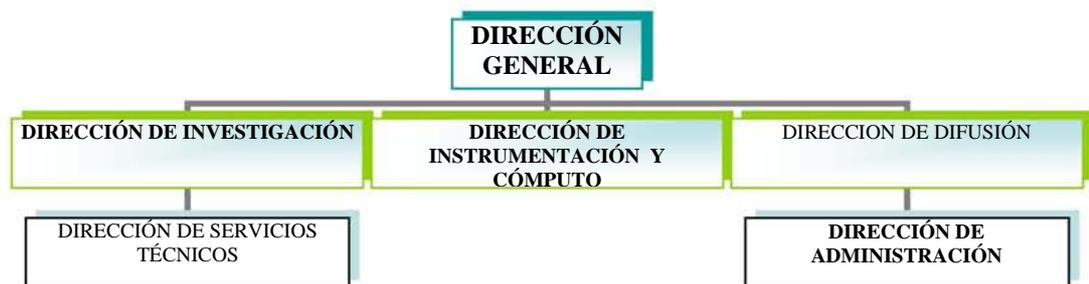 DIRECCIÓN
GENERAL
DIRECCIÓN DE INVESTIGACIÓN
DIRECCIÓN DE
INSTRUMENTACIÓN Y
CÓMPUTO
DIRECCION DE DIFUSIÓN
DIRECCIÓN DE SERVICIOS
TÉCNICOS
DIRECCIÓN DE
ADMINISTRACIÓN